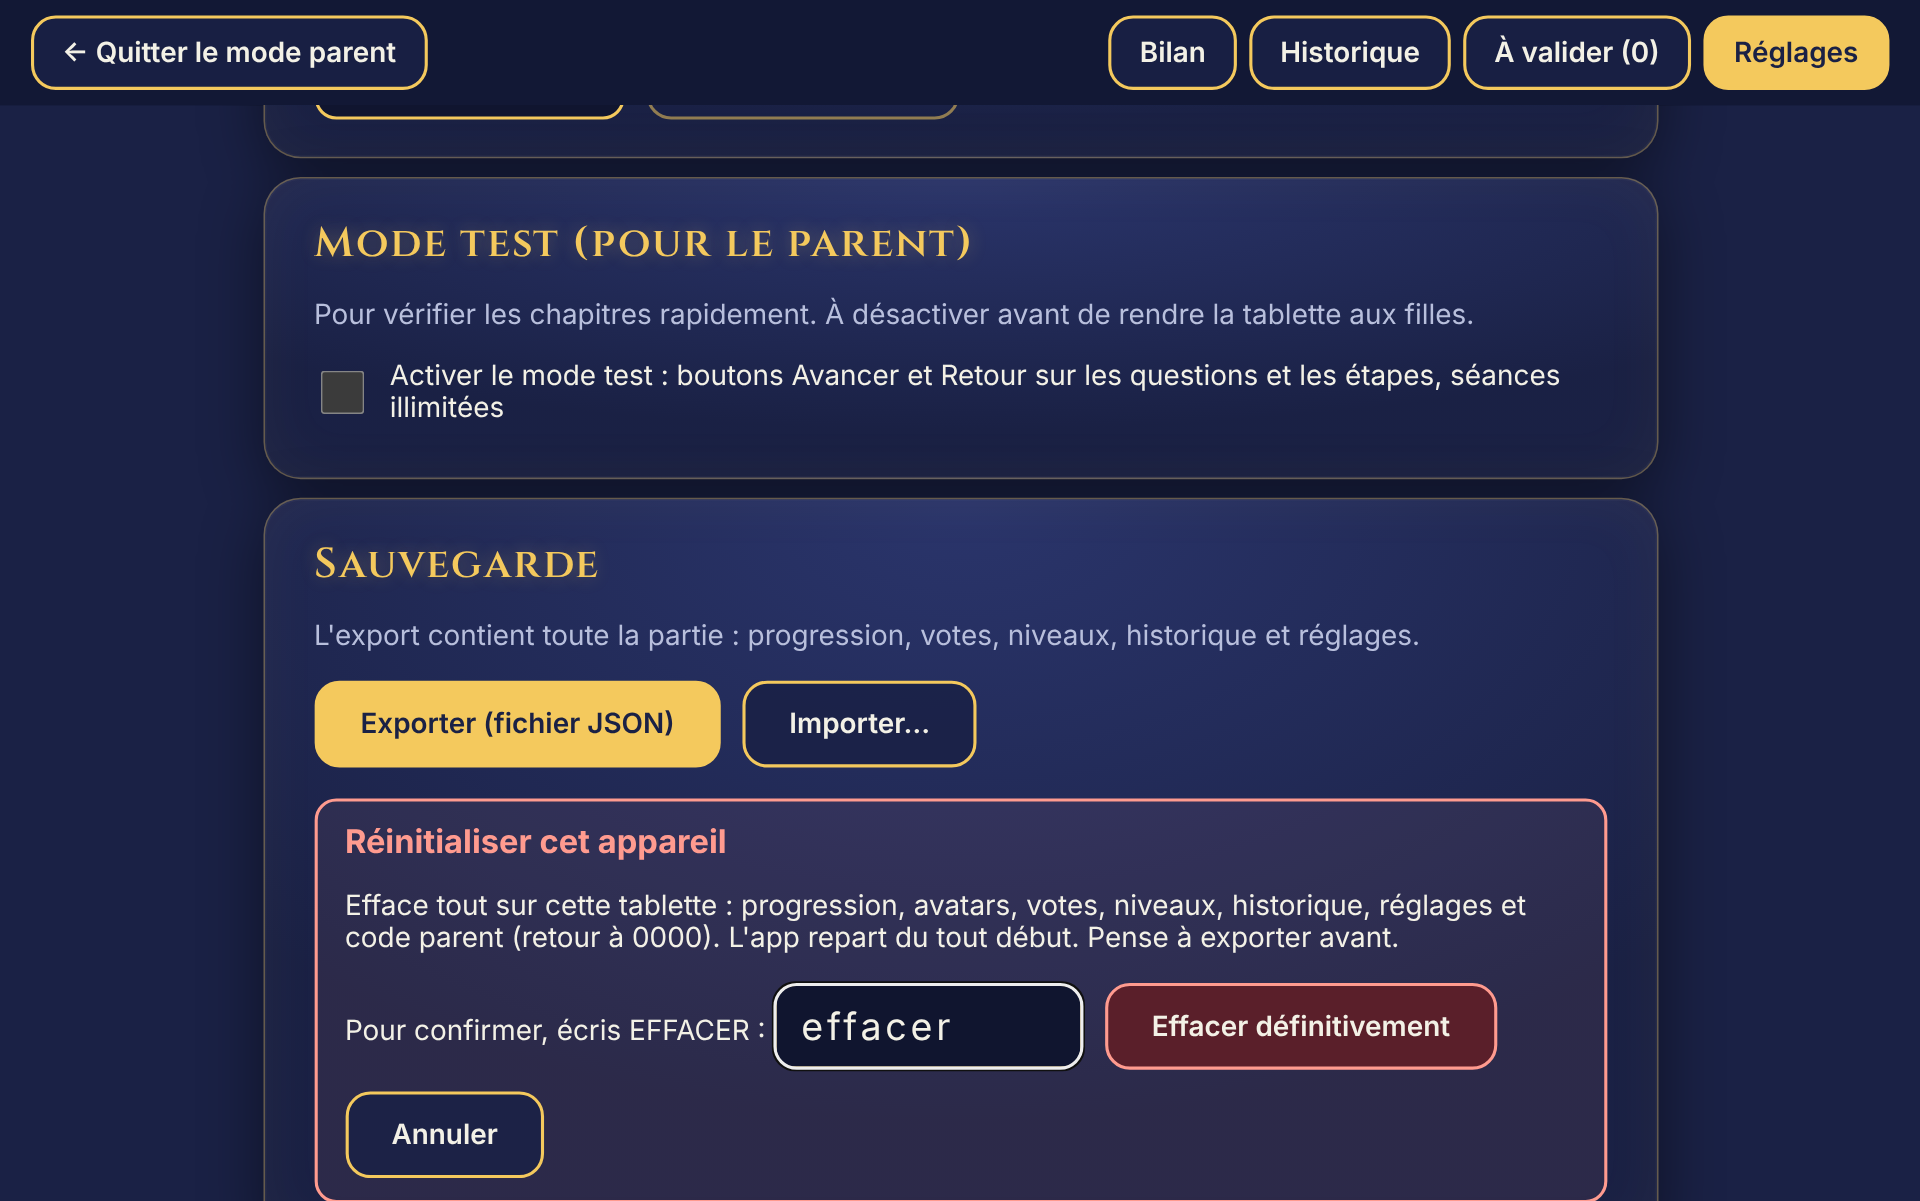 ← Quitter le mode parent
Bilan
Historique
À valider (0)
Réglages
Mode test (pour le parent)
Pour vérifier les chapitres rapidement. À désactiver avant de rendre la tablette aux filles.
Activer le mode test : boutons Avancer et Retour sur les questions et les étapes, séances
illimitées
Sauvegarde
L'export contient toute la partie : progression, votes, niveaux, historique et réglages.
Exporter (fichier JSON)
Importer...
Réinitialiser cet appareil
Efface tout sur cette tablette : progression, avatars, votes, niveaux, historique, réglages et
code parent (retour à 0000). L'app repart du tout début. Pense à exporter avant.
Pour confirmer, écris EFFACER :
effacer
Effacer définitivement
Annuler